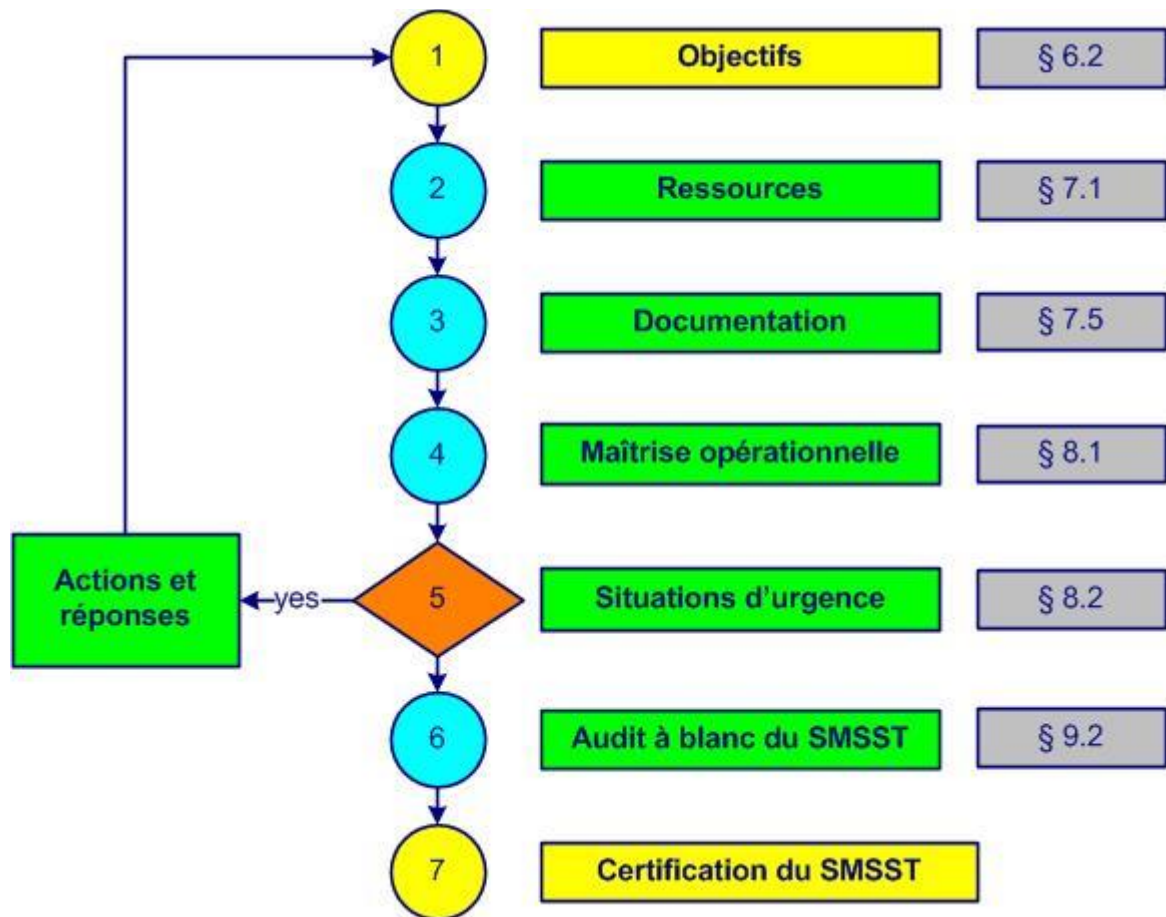 1
Objectifs
§ 6.2
2
Ressources
§ 7.1
3
Documentation
§ 7.5
4
Maîtrise opérationnelle
§ 8.1
Actions et
réponses
yes
5
Situations d'urgence
§ 8.2
6
Audit à blanc du SMSST
§ 9.2
7
Certification du SMSST